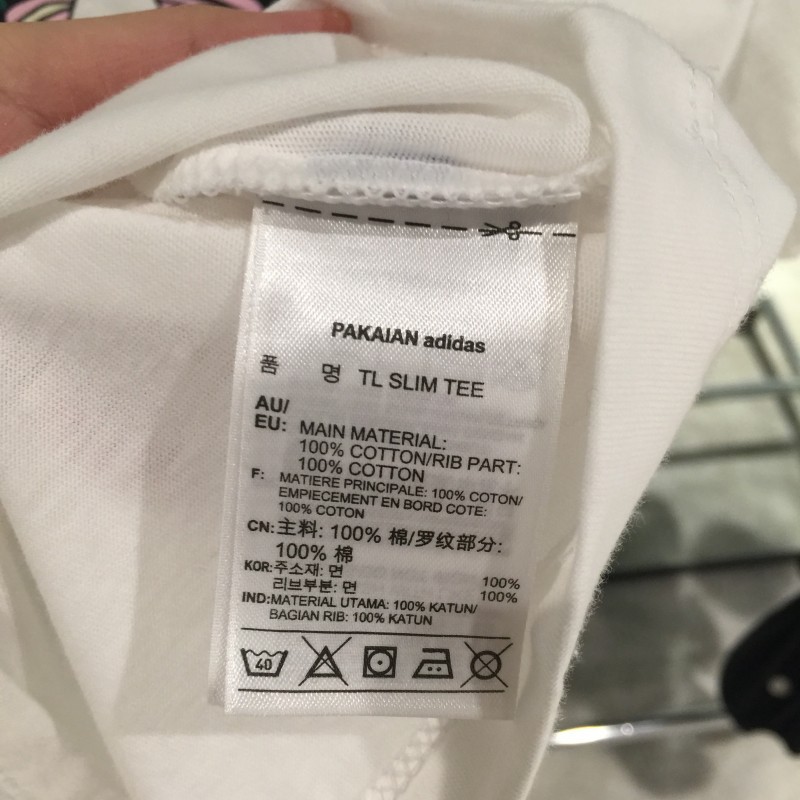 PAKAIAN adidas
품 명 TL SLIM TEE
AU/
EU: MAIN MATERIAL:
100% COTTON/RIB PART:
100% COTTON
F: MATIERE PRINCIPALE: 100% COTON/
EMPIECEMENT EN BORD COTE:
100% COTON
CN:主料: 100% 棉/罗纹部分:
100% 棉
KOR:주소재: 면 100%
리브부분: 면 100%
IND:MATERIAL UTAMA: 100% KATUN/
BAGIAN RIB: 100% KATUN
40